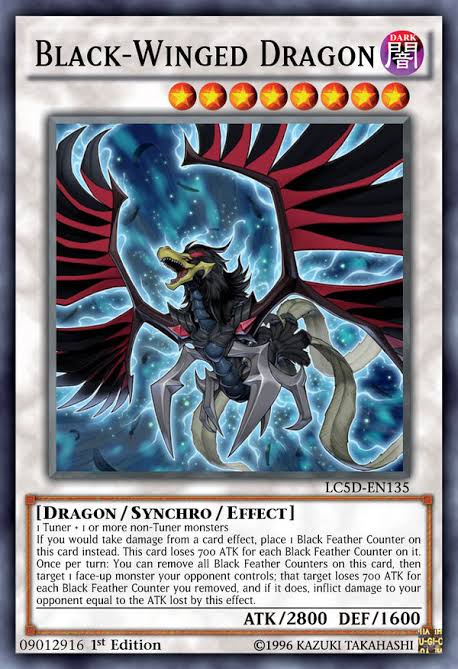 BLACK-WINGED DRAGON
DARK
闇
LC5D-EN135
[DRAGON / SYNCHRO / EFFECT]
1 Tuner + 1 or more non-Tuner monsters
If you would take damage from a card effect, place 1 Black Feather Counter on
this card instead. This card loses 700 ATK for each Black Feather Counter on it.
Once per turn: You can remove all Black Feather Counters on this card, then
target 1 face-up monster your opponent controls; that target loses 700 ATK for
each Black Feather Counter you removed, and if it does, inflict damage to your
opponent equal to the ATK lost by this effect.
ATK/2800 DEF/1600
09012916 1st Edition ©1996 KAZUKI TAKAHASHI